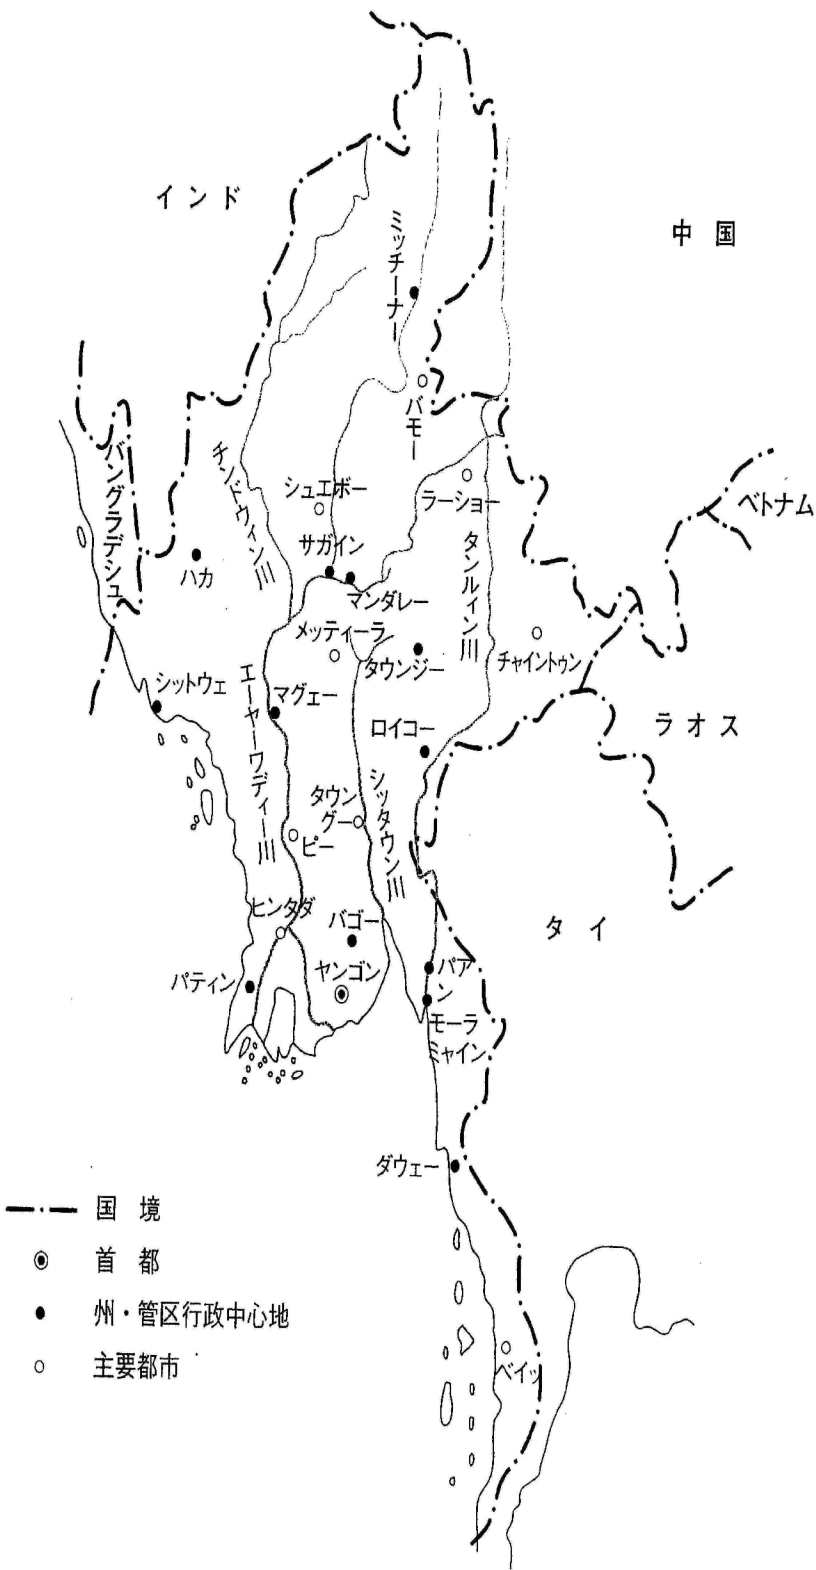 インド
中国
ミッチーナー
バモー
バングラデシュ
チンドウィン川
シュエボー
ラーショー
ベトナム
サガイン
ハカ
マンダレー
タンルィン川
メッティーラ
タウンジー
チャイントゥン
シットウェ
エーヤーワディー川
マグェー
ロイコー
ラオス
タウン
グー
シッタウン川
ピー
ヒンタダ
バゴー
タイ
パティン
ヤンゴン
パア
ン
モーラ
ミャイン
ダウェー
国境
首都
州・管区行政中心地
主要都市
ベイッ